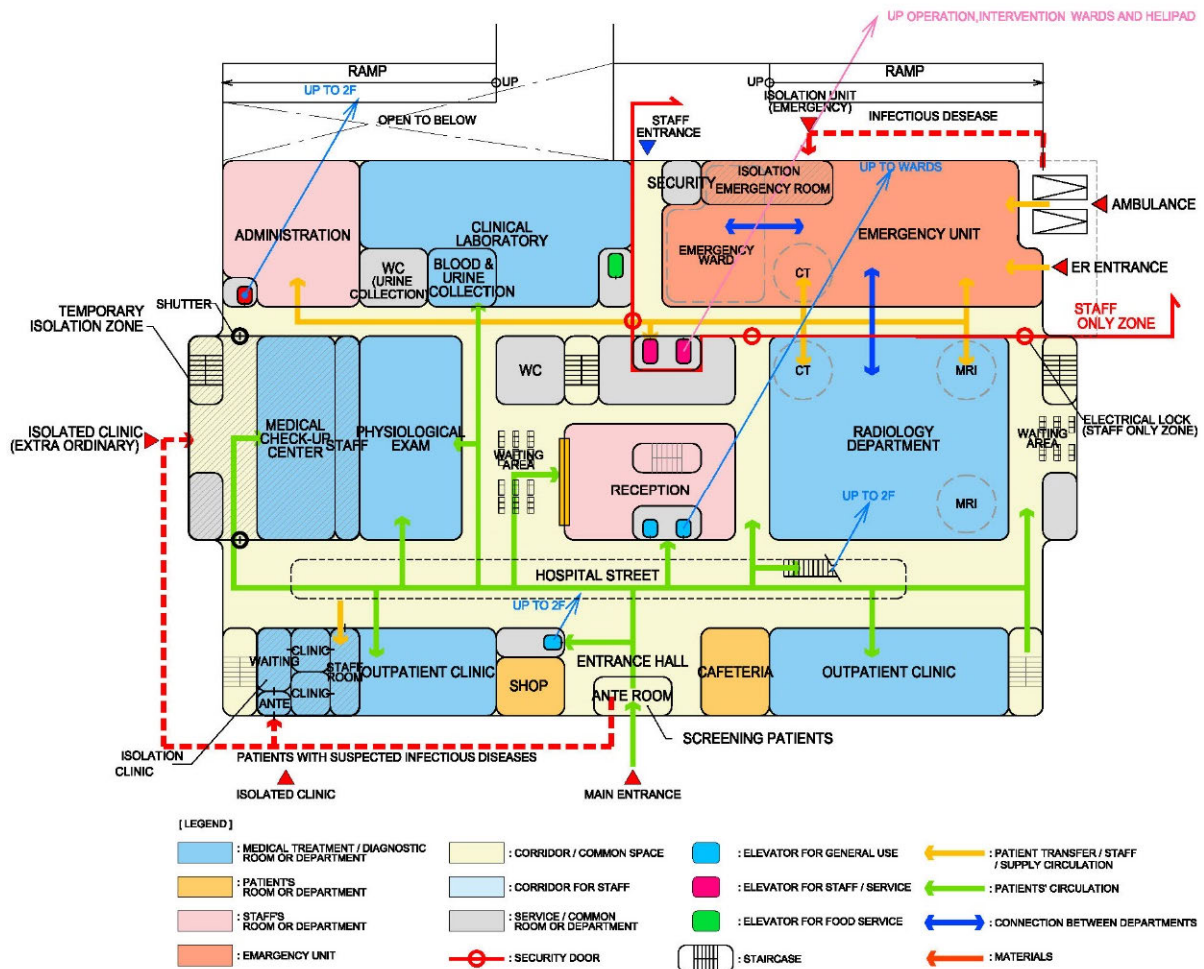 UP OPERATION,INTERVENTION WARDS AND HELIPAD
RAMP
UP TO 2F
UP
OPEN TO BELOW
UP
RAMP
ISOLATION UNIT
(EMERGENCY)
INFECTIOUS DESEASE
STAFF
ENTRANCE
UP TO WARDS
SECURITY
ISOLATION
EMERGENCY ROOM
AMBULANCE
ADMINISTRATION
CLINICAL
LABORATORY
EMERGENCY
WARD
EMERGENCY UNIT
WC
(URINE
COLLECTION)
BLOOD &
URINE
COLLECTION
CT
ER ENTRANCE
TEMPORARY
ISOLATION ZONE
SHUTTER
STAFF
ONLY ZONE
WC
CT
MRI
ISOLATED CLINIC
(EXTRA ORDINARY)
MEDICAL
CHECK-UP
CENTER
STAFF
PHYSIOLOGICAL
EXAM
WAITING
AREA
RECEPTION
RADIOLOGY
DEPARTMENT
WAITING
AREA
ELECTRICAL LOCK
(STAFF ONLY ZONE)
UP TO 2F
MRI
HOSPITAL STREET
UP TO 2F
WAITING
CLINIC
CLINIC
ANTE
STAFF
ROOM
OUTPATIENT CLINIC
SHOP
ENTRANCE HALL
ANTE ROOM
CAFETERIA
OUTPATIENT CLINIC
SCREENING PATIENTS
ISOLATION
CLINIC
PATIENTS WITH SUSPECTED INFECTIOUS DISEASES
ISOLATED CLINIC
MAIN ENTRANCE
[ LEGEND ]
: MEDICAL TREATMENT / DIAGNOSTIC
ROOM OR DEPARTMENT
: PATIENT'S
ROOM OR DEPARTMENT
: STAFF'S
ROOM OR DEPARTMENT
: EMARGENCY UNIT
: CORRIDOR / COMMON SPACE
: CORRIDOR FOR STAFF
: SERVICE / COMMON
ROOM OR DEPARTMENT
: SECURITY DOOR
: ELEVATOR FOR GENERAL USE
: ELEVATOR FOR STAFF / SERVICE
: ELEVATOR FOR FOOD SERVICE
: STAIRCASE
: PATIENT TRANSFER / STAFF
/ SUPPLY CIRCULATION
: PATIENTS' CIRCULATION
: CONNECTION BETWEEN DEPARTMENTS
: MATERIALS